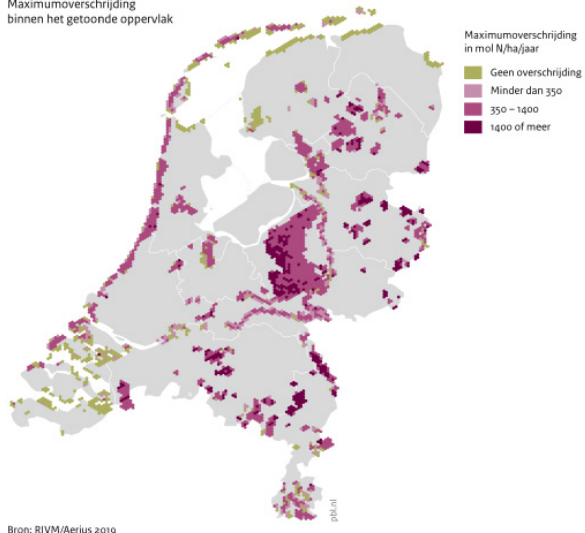 Maximumoverschrijding
binnen het getoonde oppervlak
Maximumoverschrijding
in mol N/ha/jaar
Geen overschrijding
Minder dan 350
350 – 1400
1400 of meer
pbl.nl
Bron: RIVM/Aerius 2019